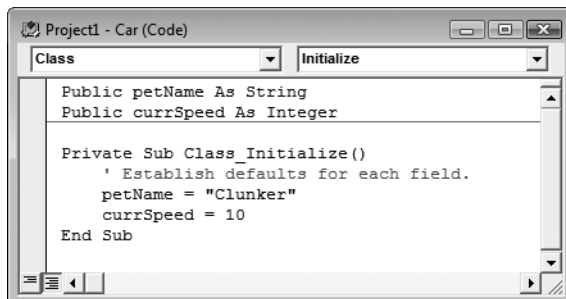 Project1 - Car (Code)
Class Initialize
Public petName As String
Public currSpeed As Integer
Private Sub Class_Initialize()
' Establish defaults for each field.
petName = "Clunker"
currSpeed = 10
End Sub